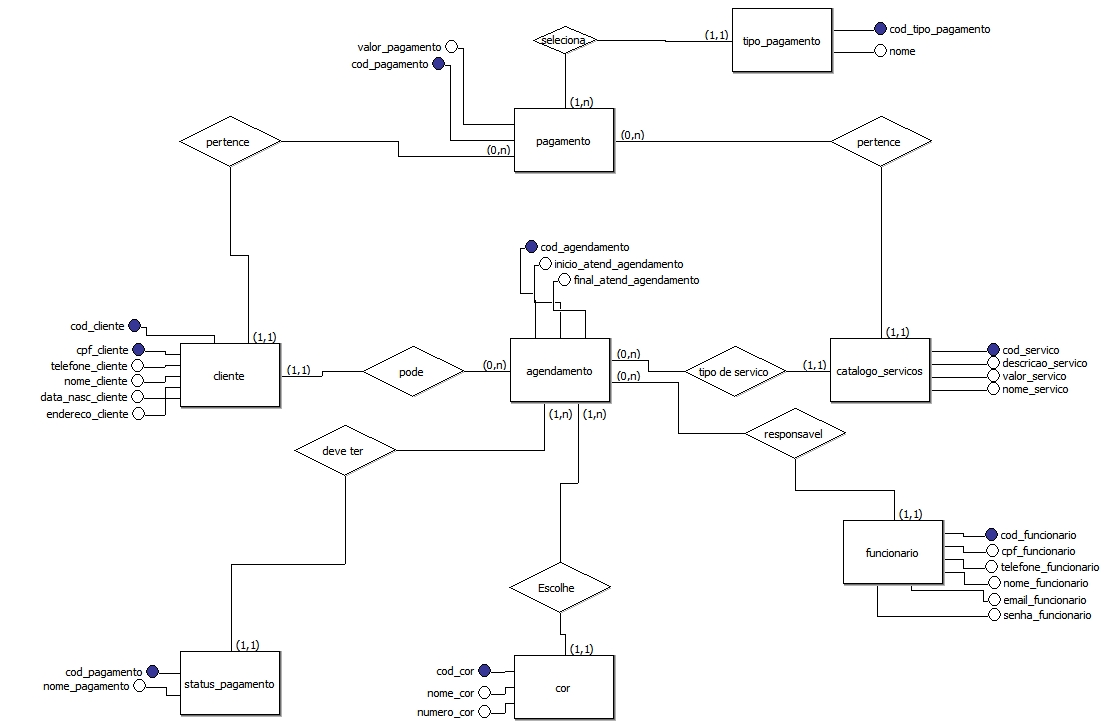 cod_tipo_pagamento
seleciona
(1,1)
tipo_pagamento
nome
valor_pagamento
cod_pagamento
(1,n)
pertence
(0,n)
pagamento
(0,n)
pertence
cod_agendamento
inicio_atend_agendamento
final_atend_agendamento
cod_cliente
(1,1)
(1,1)
cpf_cliente
telefone_cliente
nome_cliente
data_nasc_cliente
endereco_cliente
cliente
(1,1)
pode
(0,n)
agendamento
(0,n)
(0,n)
tipo de servico
(1,1)
catalogo_servicos
cod_servico
descricao_servico
valor_servico
nome_servico
(1,n)
(1,n)
responsavel
deve ter
(1,1)
funcionario
cod_funcionario
cpf_funcionario
telefone_funcionario
nome_funcionario
email_funcionario
senha_funcionario
Escolhe
(1,1)
(1,1)
cod_pagamento
nome_pagamento
status_pagamento
cod_cor
nome_cor
numero_cor
cor